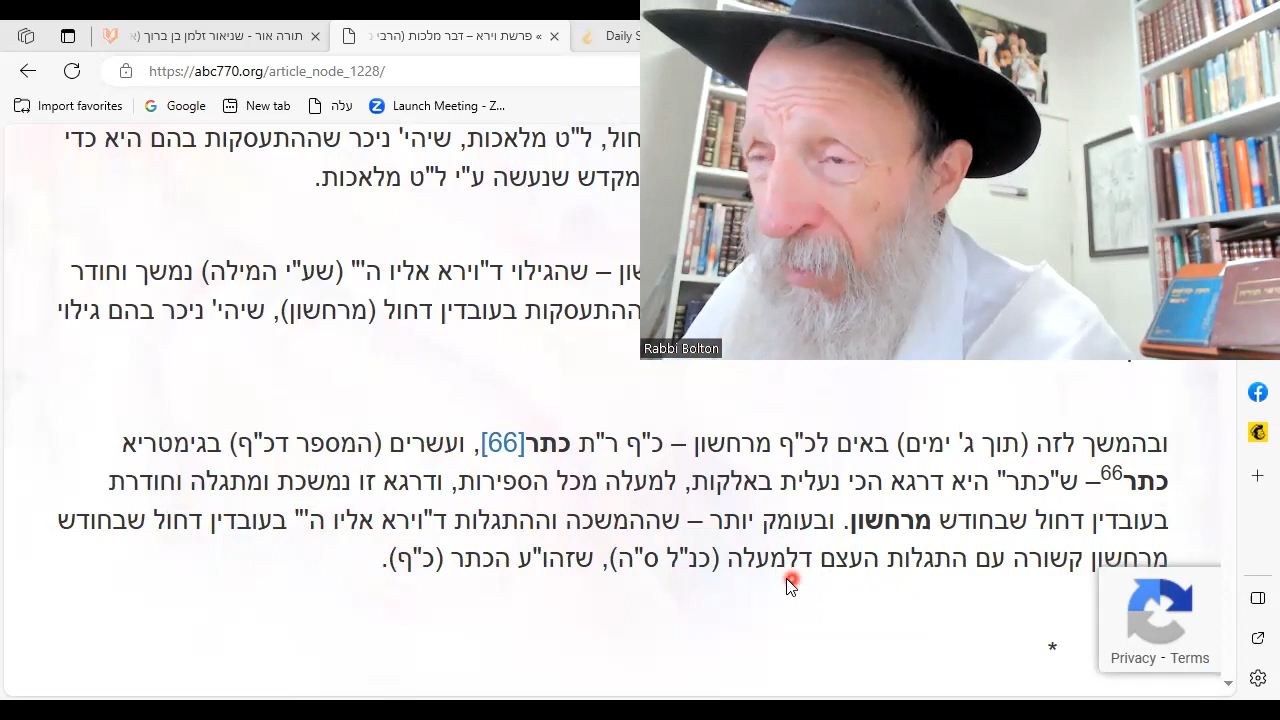 תורה אור - שניאור זלמן בן ברוך (א
» פרשת וירא – דבר מלכות (הרבי
Daily S
https://abc770.org/article_node_1228/
Import favorites
Google
New tab
עלה
Launch Meeting - Z...
חול, ל"ט מלאכות, שיהי' ניכר שההתעסקות בהם היא כדי
מקדש שנעשה ע"י ל"ט מלאכות.
שון – שהגילוי ד"וירא אליו ה'" (שע"י המילה) נמשך וחודר
ההתעסקות בעובדין דחול (מרחשון), שיהי' ניכר בהם גילוי
Rabbi Bolton
ובהמשך לזה (תוך ג' ימים) באים לכ"ף מרחשון – כ"ף ר"ת כתר[66], ועשרים (המספר דכ"ף) בגימטריא
כתר66– ש"כתר" היא דרגא הכי נעלית באלקות, למעלה מכל הספירות, ודרגא זו נמשכת ומתגלה וחודרת
בעובדין דחול שבחודש מרחשון. ובעומק יותר – שההמשכה וההתגלות ד"וירא אליו ה'" בעובדין דחול שבחודש
מרחשון קשורה עם התגלות העצם דלמעלה (כנ"ל ס"ה), שזהו"ע הכתר (כ"ף).
*
Privacy - Terms